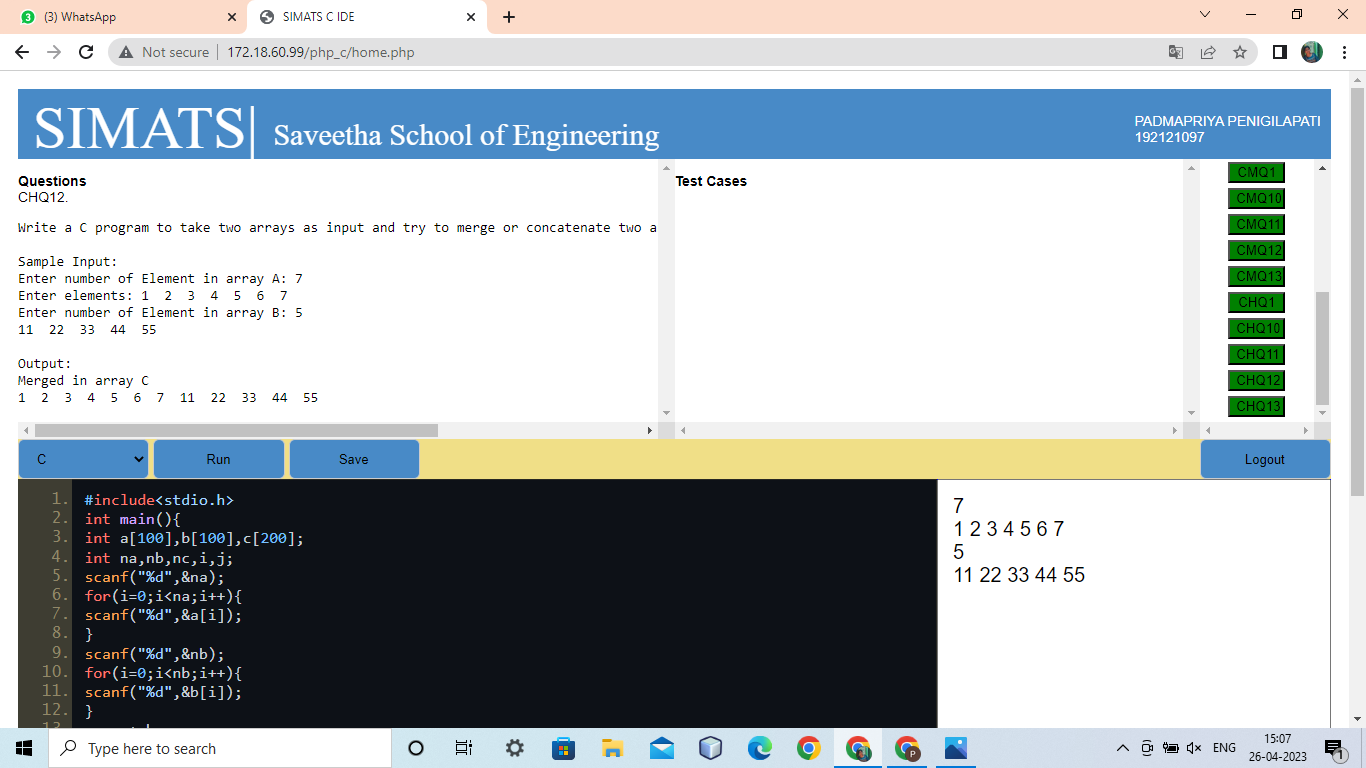 (3) WhatsApp
SIMATS C IDE
Not secure 172.18.60.99/php_c/home.php
SIMATS| Saveetha School of Engineering
PADMAPRIYA PENIGILAPATI
192121097
Questions
CHQ12.
Write a C program to take two arrays as input and try to merge or concatenate two a
Sample Input:
Enter number of Element in array A: 7
Enter elements: 1 2 3 4 5 6 7
Enter number of Element in array B: 5
11 22 33 44 55
Output:
Merged in array C
1 2 3 4 5 6 7 11 22 33 44 55
Test Cases
CMQ1
CMQ10
CMQ11
CMQ12
CMQ13
CHQ1
CHQ10
CHQ11
CHQ12
CHQ13
C Run Save Logout
1. #include<stdio.h>
2. int main(){
3. int a[100],b[100],c[200];
4. int na,nb,nc,i,j;
5. scanf("%d",&na);
6. for(i=0;i<na;i++){
7. scanf("%d",&a[i]);
8. }
9. scanf("%d",&nb);
10. for(i=0;i<nb;i++){
11. scanf("%d",&b[i]);
12. }
7
1 2 3 4 5 6 7
5
11 22 33 44 55
Type here to search
ENG
15:07
26-04-2023
1